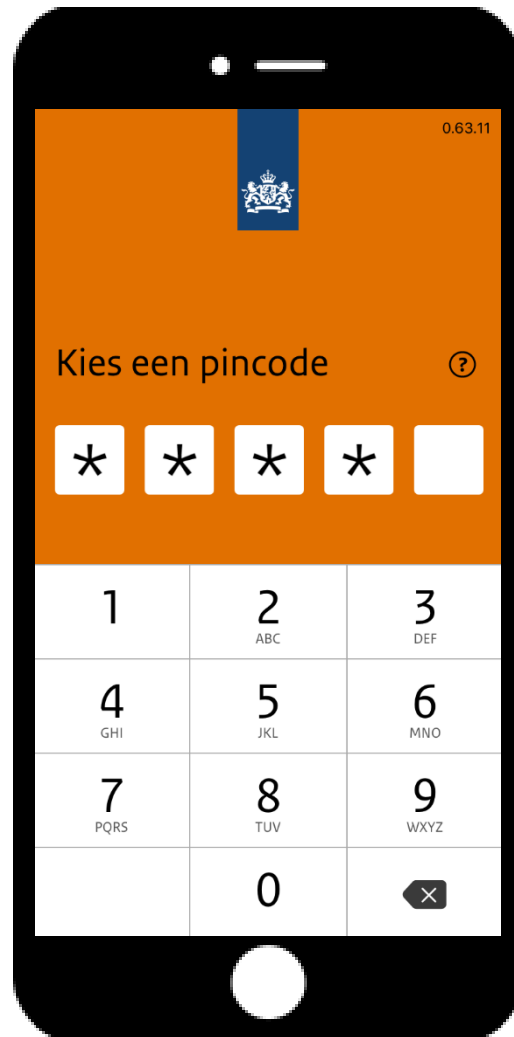 0.63.11
Kies een pincode ?
* * * *
1 2 3
ABC DEF
4 5 6
GHI JKL MNO
7 8 9
PQRS TUV WXYZ
0